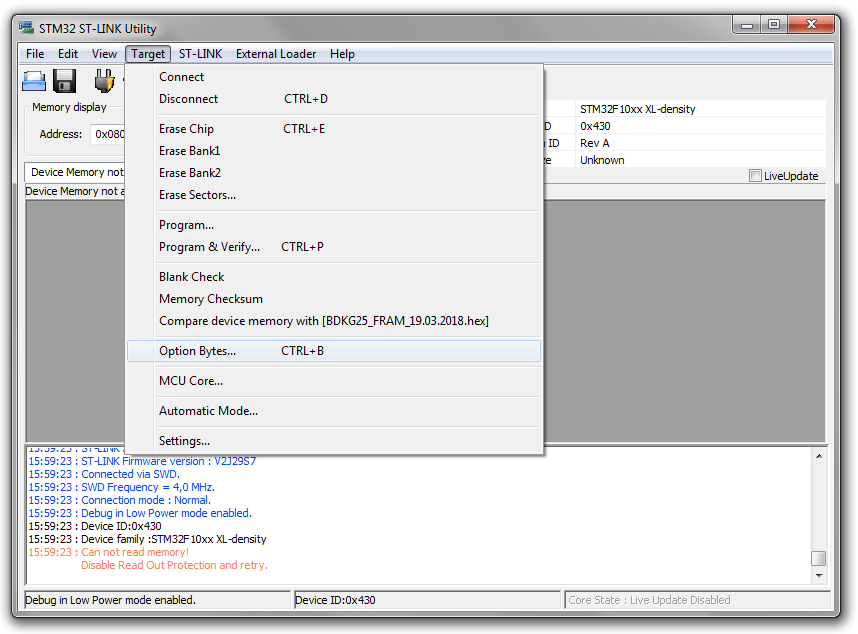 STM32 ST-LINK Utility
File Edit View Target ST-LINK External Loader Help
Memory display
Address: 0x080
Device Memory not
Device Memory not a
Connect
Disconnect CTRL+D
Erase Chip CTRL+E
Erase Bank1
Erase Bank2
Erase Sectors...
Program...
Program & Verify... CTRL+P
Blank Check
Memory Checksum
Compare device memory with [BDKG25_FRAM_19.03.2018.hex]
Option Bytes... CTRL+B
MCU Core...
Automatic Mode...
Settings...
STM32F10xx XL-density
D 0x430
ID Rev A
ze Unknown
LiveUpdate
15:59:23 : ST-LINK
15:59:23 : ST-LINK Firmware version : V2J29S7
15:59:23 : Connected via SWD.
15:59:23 : SWD Frequency = 4,0 MHz.
15:59:23 : Connection mode : Normal.
15:59:23 : Debug in Low Power mode enabled.
15:59:23 : Device ID:0x430
15:59:23 : Device family :STM32F10xx XL-density
15:59:23 : Can not read memory!
Disable Read Out Protection and retry.
Debug in Low Power mode enabled. Device ID:0x430 Core State : Live Update Disabled